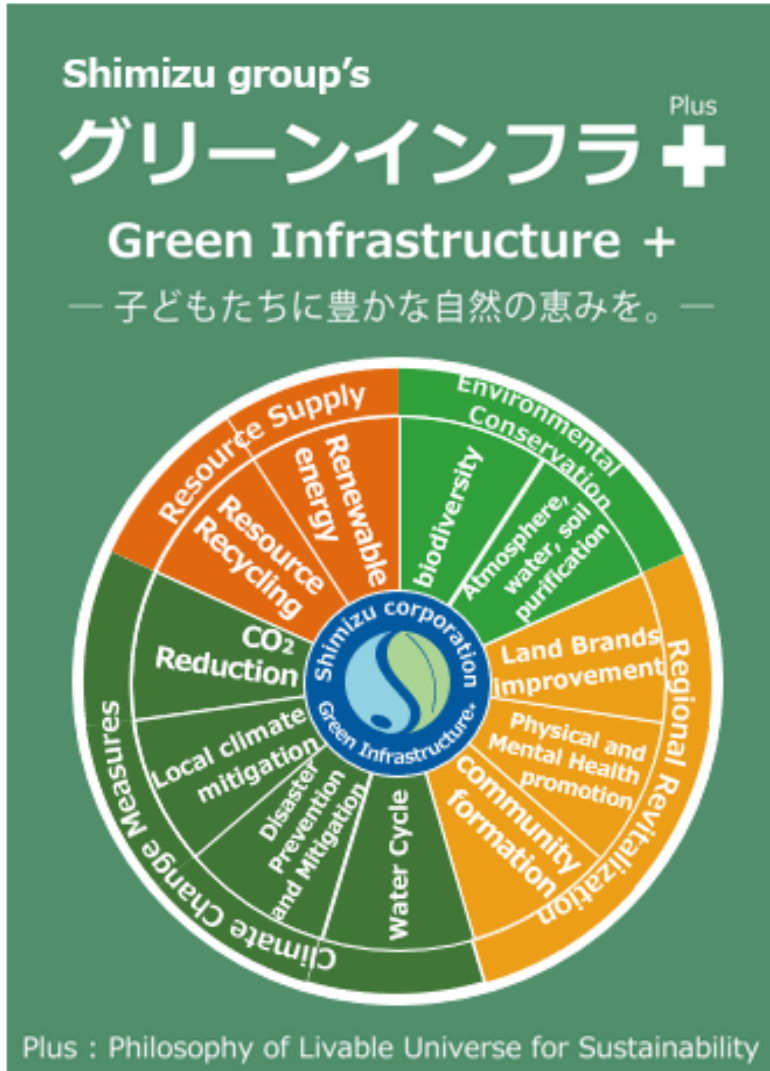 Shimizu group's
Plus
グリーンインフラ+
Green Infrastructure +
― 子どもたちに豊かな自然の恵みを。―
Environmental
Conservation
biodiversity
Atmosphere,
water, soil
purification
Regional Revitalization
Land Brands
improvement
Physical and
Mental Health
promotion
community
formation
Climate Change Measures
Water Cycle
Disaster
Prevention
and Mitigation
Local climate
mitigation
CO₂
Reduction
Resource Supply
Resource
Recycling
Renewable
energy
Shimizu corporation
Green Infrastructure+
Plus : Philosophy of Livable Universe for Sustainability